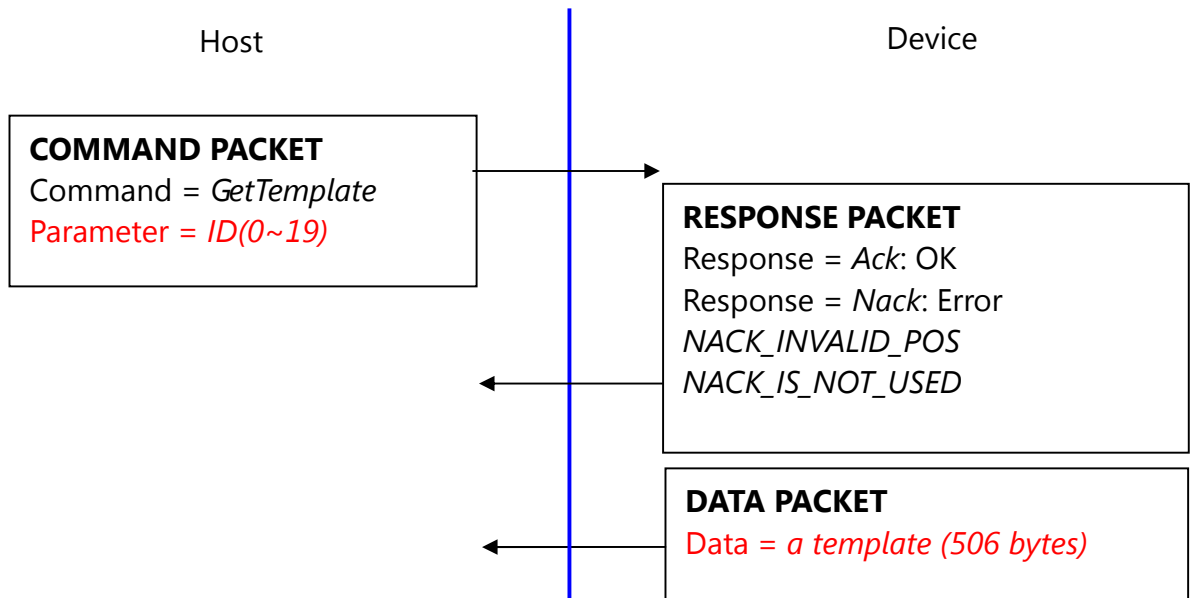 Host
Device
COMMAND PACKET
Command = GetTemplate
Parameter = ID(0~19)
RESPONSE PACKET
Response = Ack: OK
Response = Nack: Error
NACK_INVALID_POS
NACK_IS_NOT_USED
DATA PACKET
Data = a template (506 bytes)